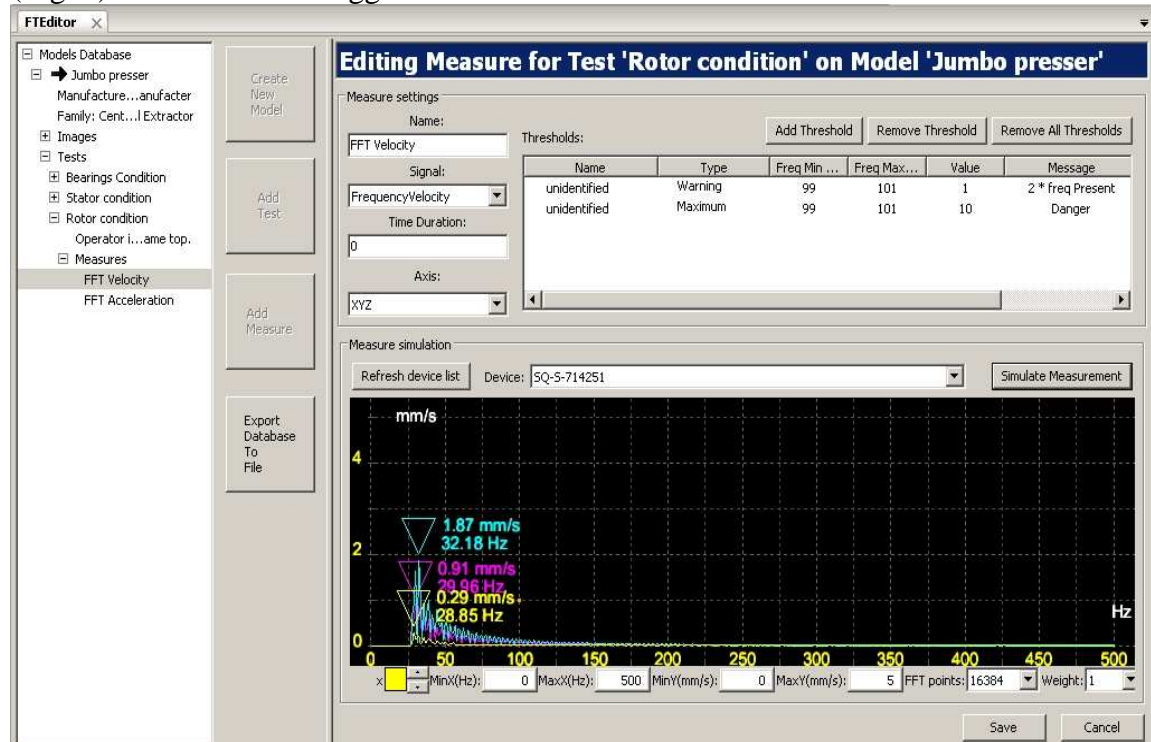 FTEditor
Models Database
Jumbo presser
Manufacture...anufacter
Family: Cent...l Extractor
Images
Tests
Bearings Condition
Stator condition
Rotor condition
Operator i...ame top.
Measures
FFT Velocity
FFT Acceleration
Create
New
Model
Add
Test
Add
Measure
Export
Database
To
File
Editing Measure for Test 'Rotor condition' on Model 'Jumbo presser'
Measure settings
Name:
FFT Velocity
Signal:
FrequencyVelocity
Time Duration:
0
Axis:
XYZ
Thresholds:
Add Threshold Remove Threshold Remove All Thresholds
Name Type Freq Min ... Freq Max... Value Message
unidentified Warning 99 101 1 2 * freq Present
unidentified Maximum 99 101 10 Danger
Measure simulation
Refresh device list Device: SQ-S-714251 Simulate Measurement
mm/s
4
1.87 mm/s
32.18 Hz
2
0.91 mm/s
29.96 Hz
0.29 mm/s
28.85 Hz
Hz
0
0 50 100 150 200 250 300 350 400 450 500
x MinX(Hz): 0 MaxX(Hz): 500 MinY(mm/s): 0 MaxY(mm/s): 5 FFT points: 16384 Weight: 1
Save Cancel